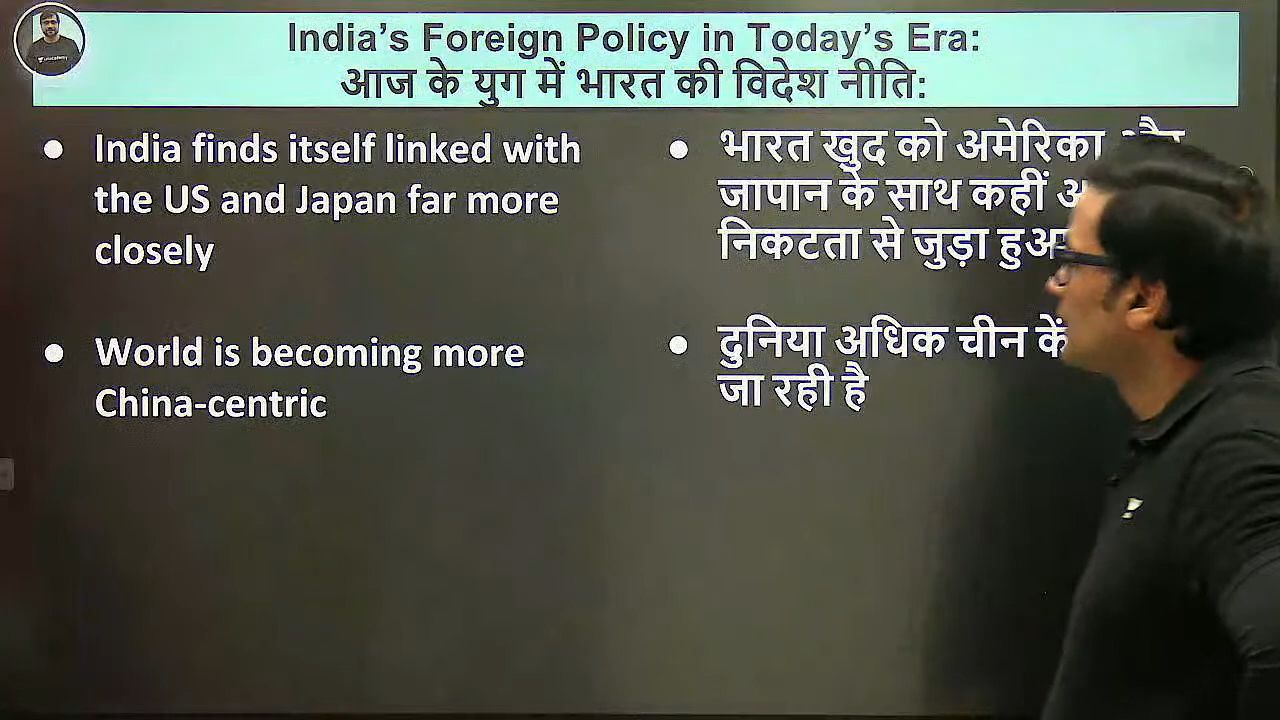 India's Foreign Policy in Today's Era:
आज के युग में भारत की विदेश नीति:
● India finds itself linked with
the US and Japan far more
closely
● World is becoming more
China-centric
● भारत खुद को अमेरिका
जापान के साथ कहीं
निकटता से जुड़ा
● दुनिया अधिक चीन
जा रही है